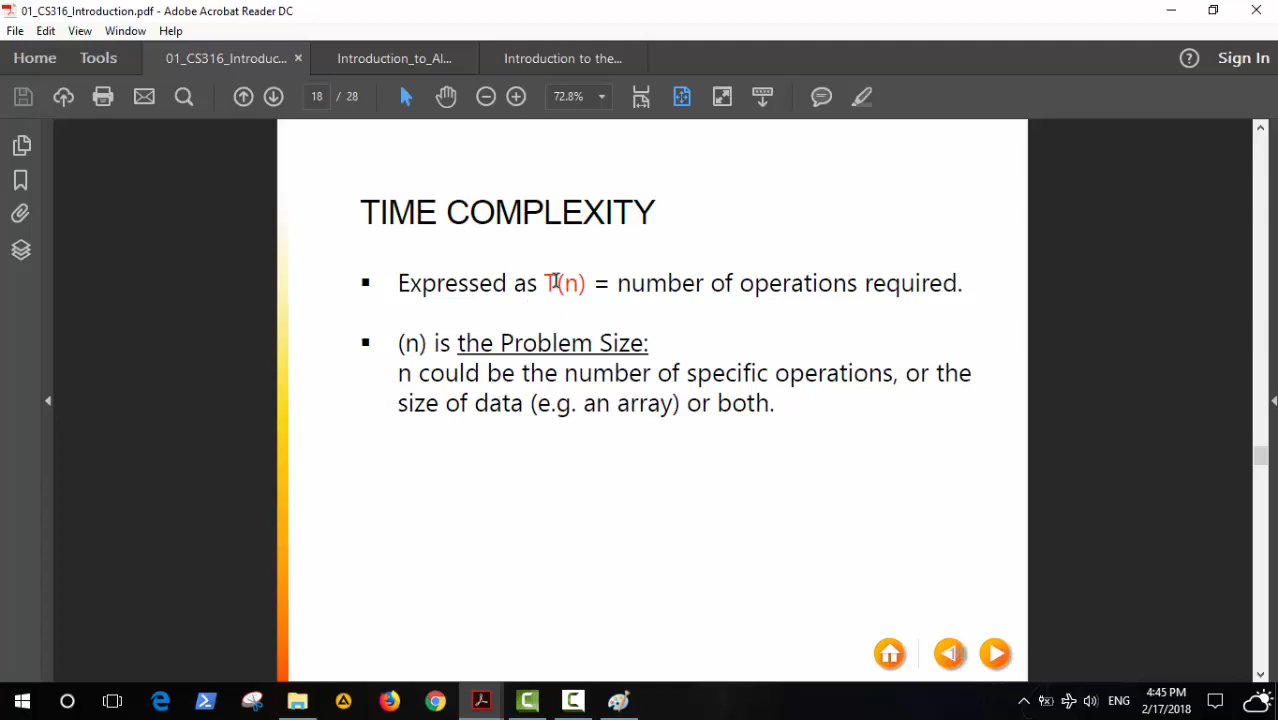 01_CS316_Introduction.pdf - Adobe Acrobat Reader DC
File Edit View Window Help
Home Tools 01_CS316_Introduc... × Introduction_to_Al... Introduction to the... ? Sign In
18 / 28 72.8%
TIME COMPLEXITY
▪ Expressed as T(n) = number of operations required.
▪ (n) is the Problem Size:
n could be the number of specific operations, or the
size of data (e.g. an array) or both.
ENG 4:45 PM
2/17/2018